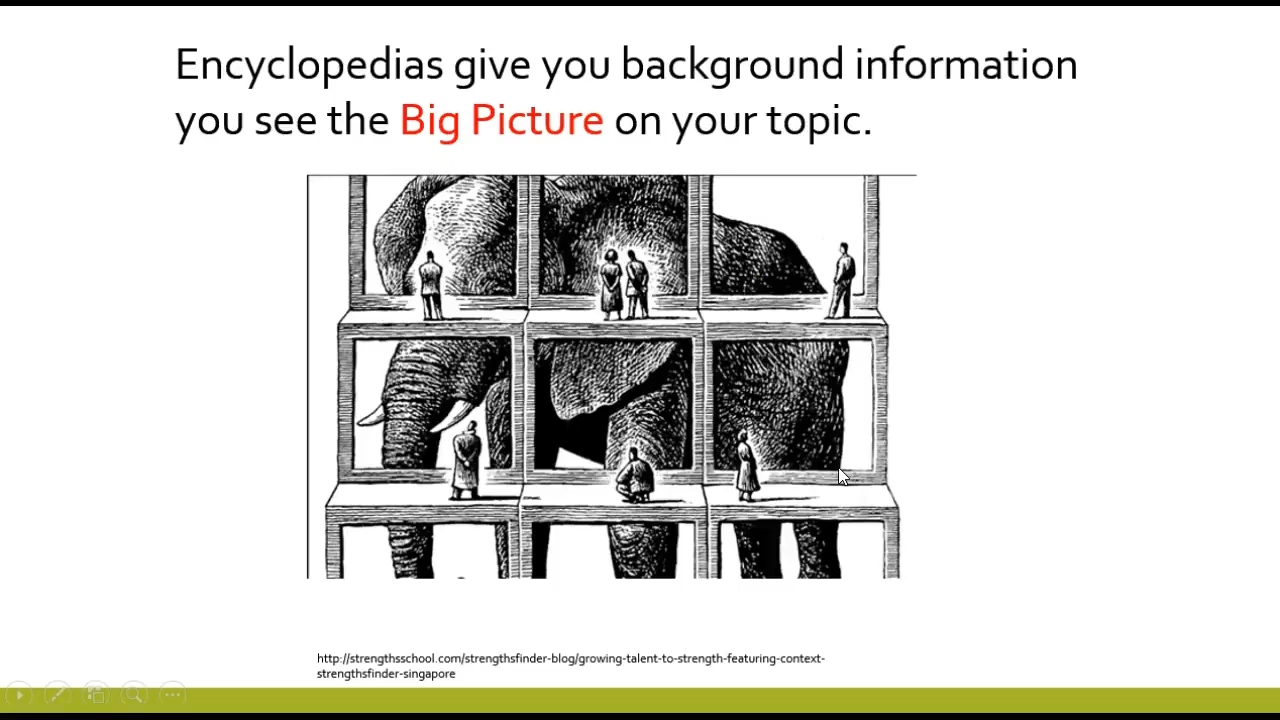 Encyclopedias give you background information
you see the Big Picture on your topic.
http://strengthsschool.com/strengthsfinder-blog/growing-talent-to-strength-featuring-context-
strengthsfinder-singapore